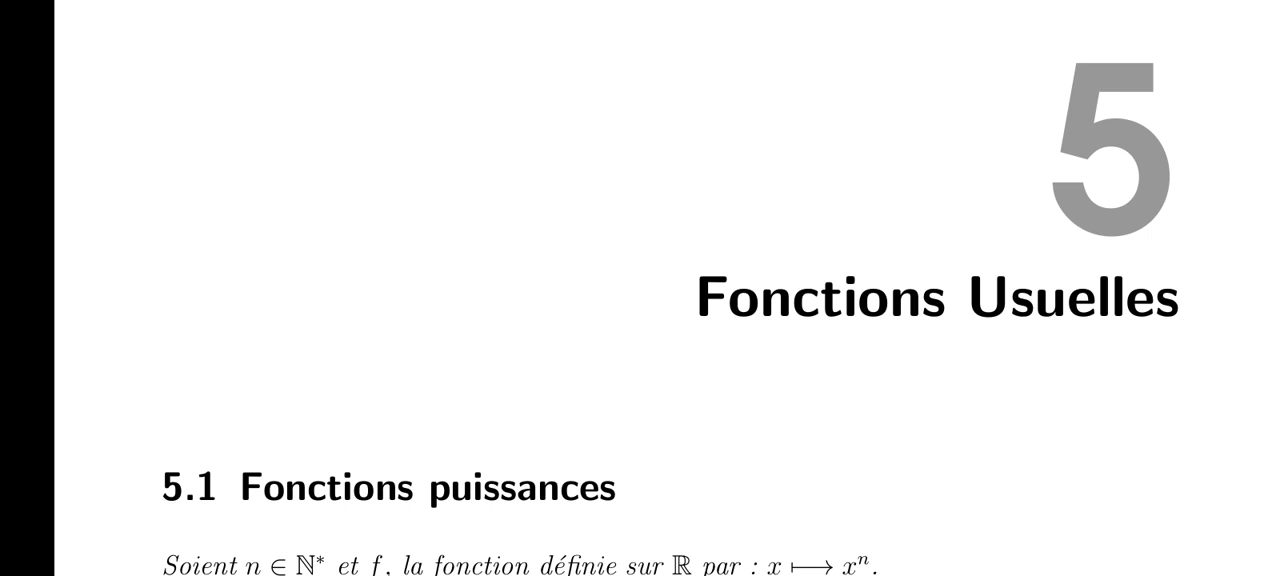 5
Fonctions Usuelles
5.1 Fonctions puissances
Soient n ∈ ℕ* et f, la fonction définie sur ℝ par : x ⟼ xⁿ.